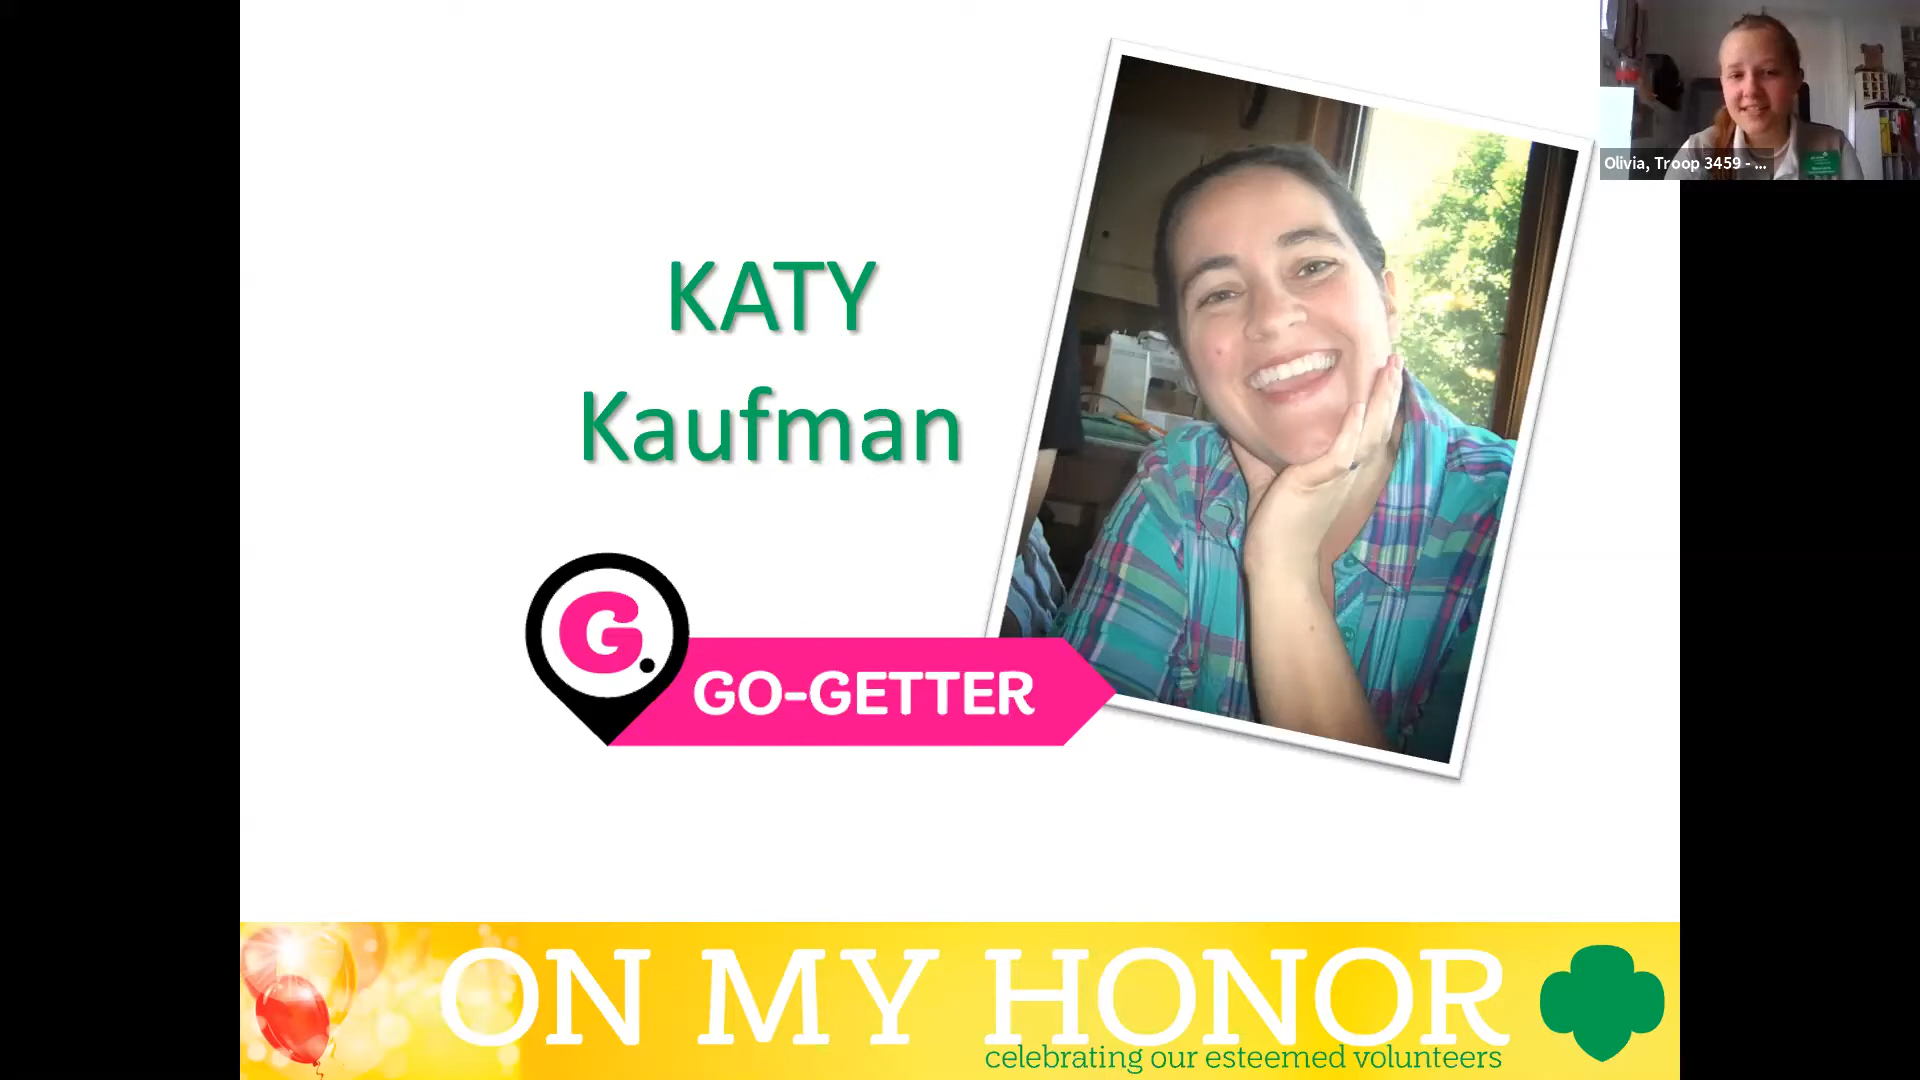 Olivia, Troop 3459 - ...
KATY
Kaufman
G.
GO-GETTER
ON MY HONOR
celebrating our esteemed volunteers